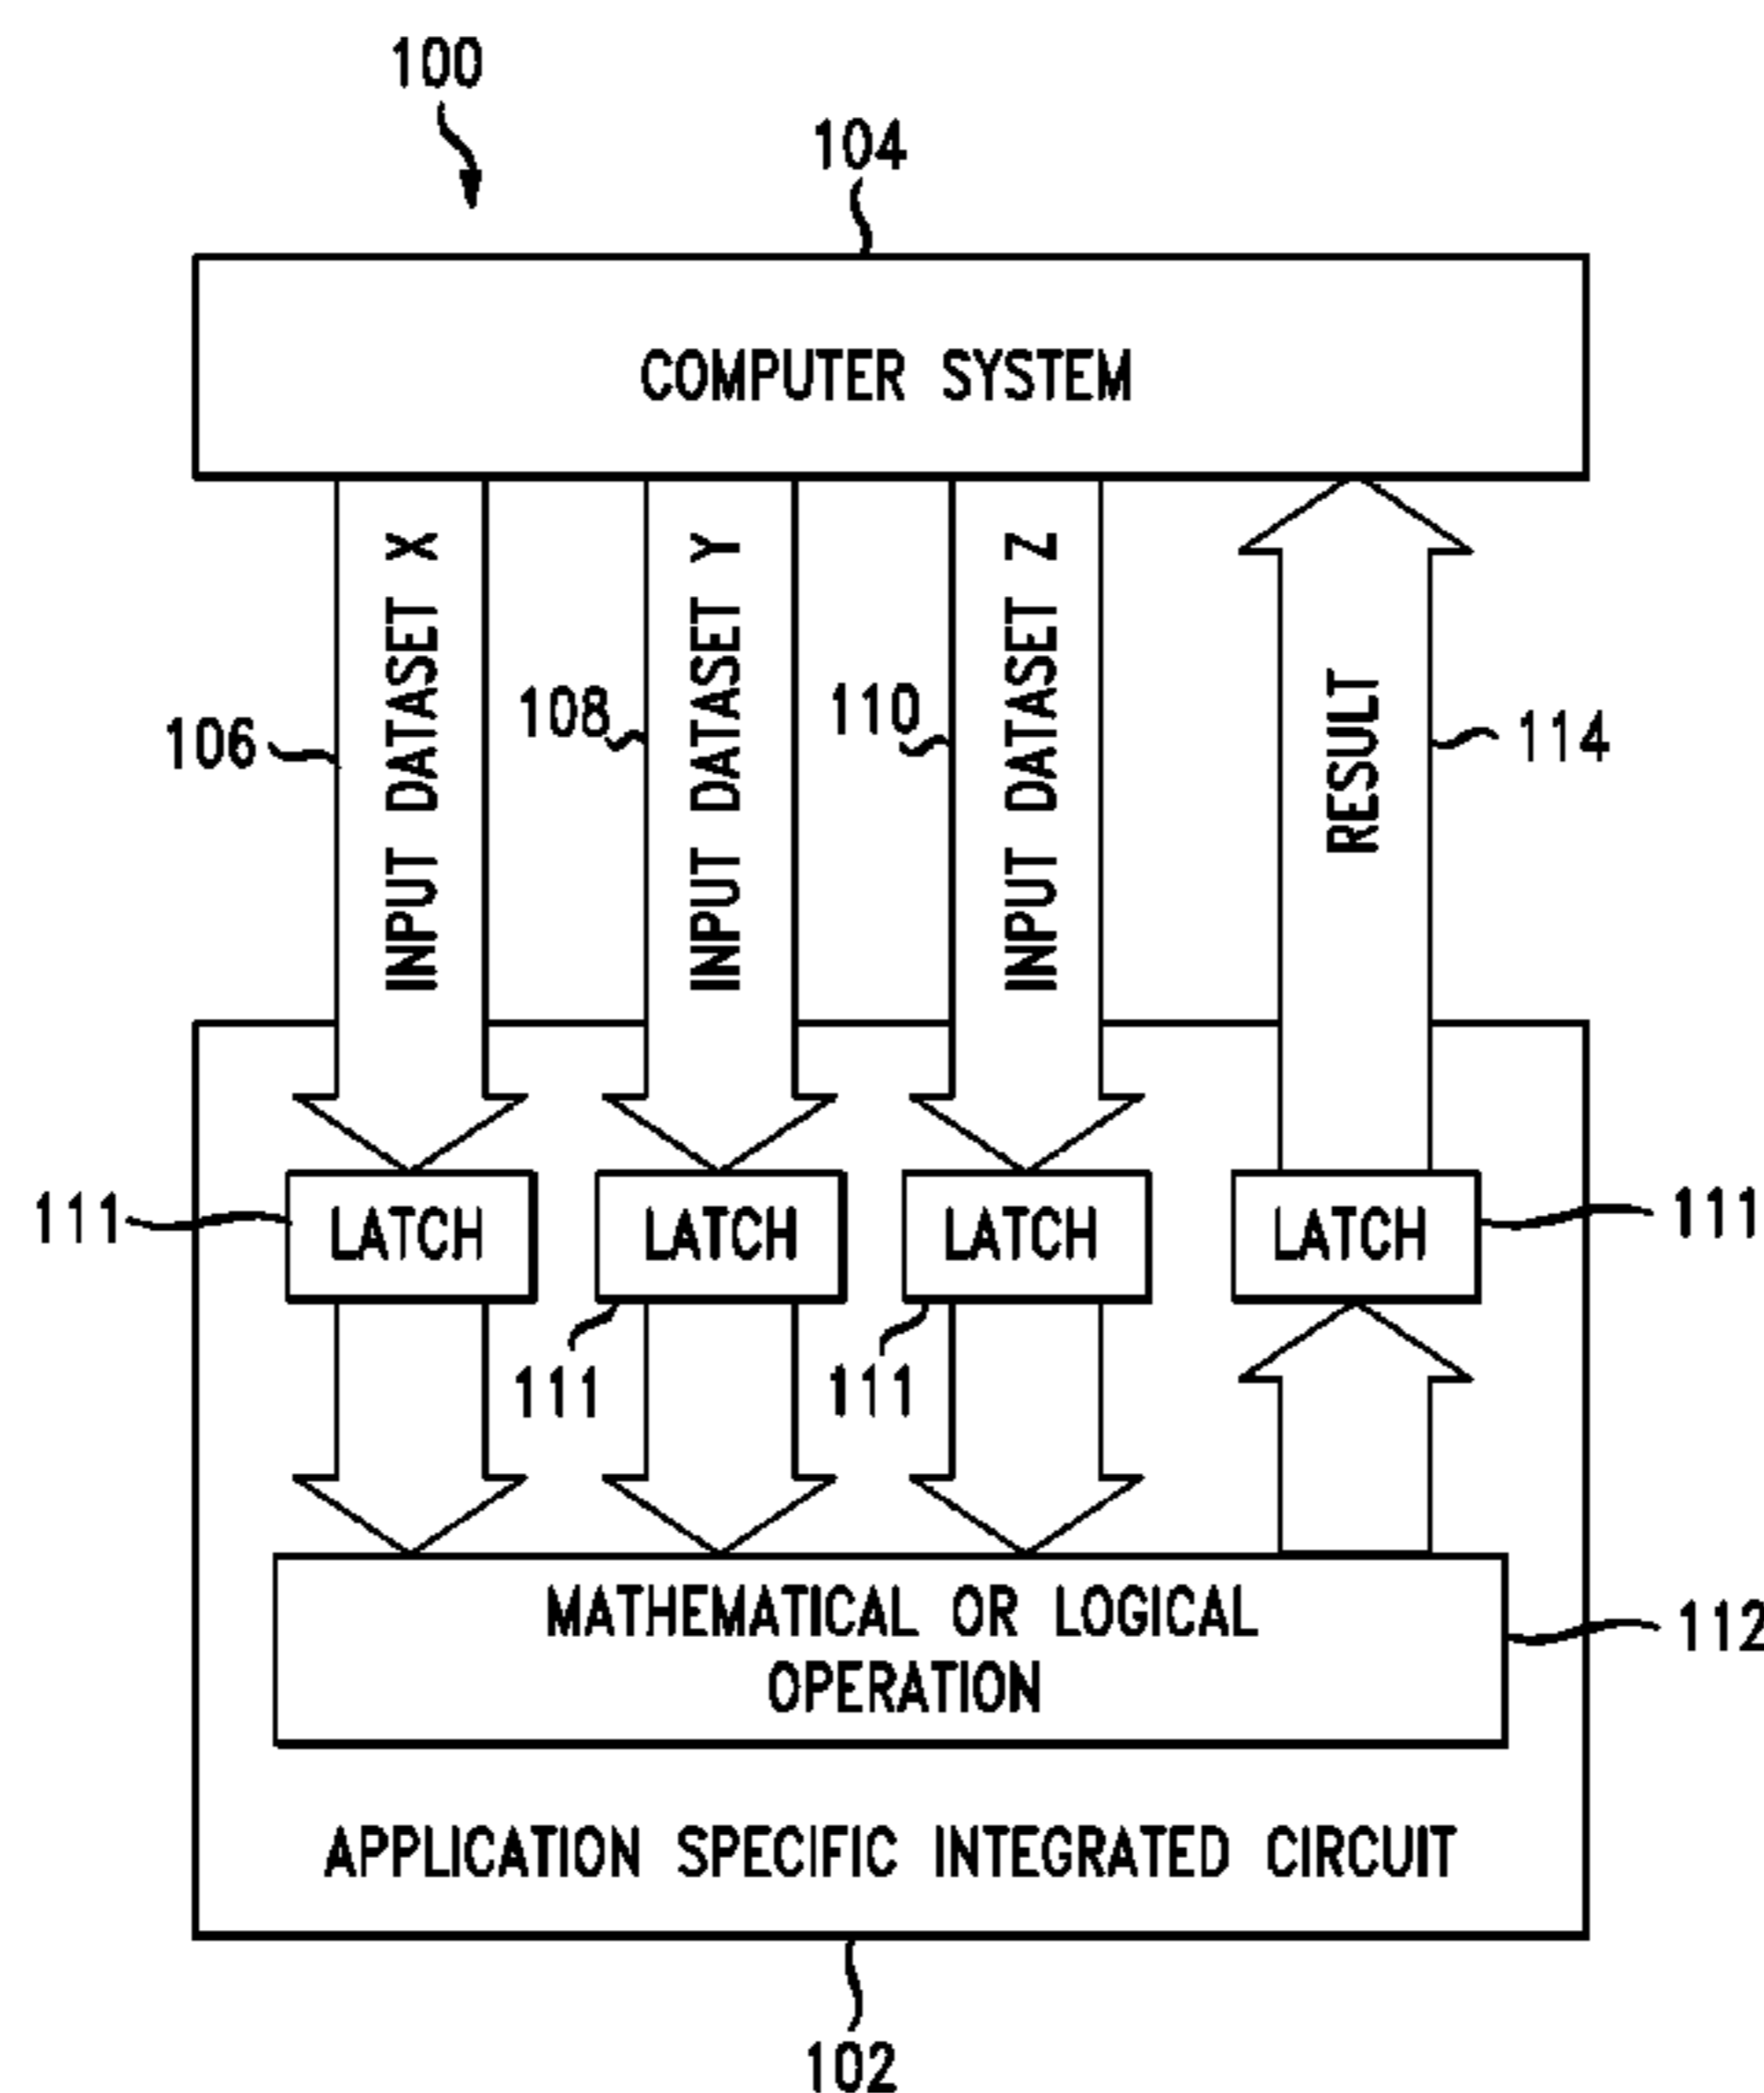 100
104
COMPUTER SYSTEM
INPUT DATASET X
INPUT DATASET Y
INPUT DATASET Z
RESULT
106
108
110
114
111
LATCH
LATCH
LATCH
LATCH
111
111
111
MATHEMATICAL OR LOGICAL
OPERATION
112
APPLICATION SPECIFIC INTEGRATED CIRCUIT
102